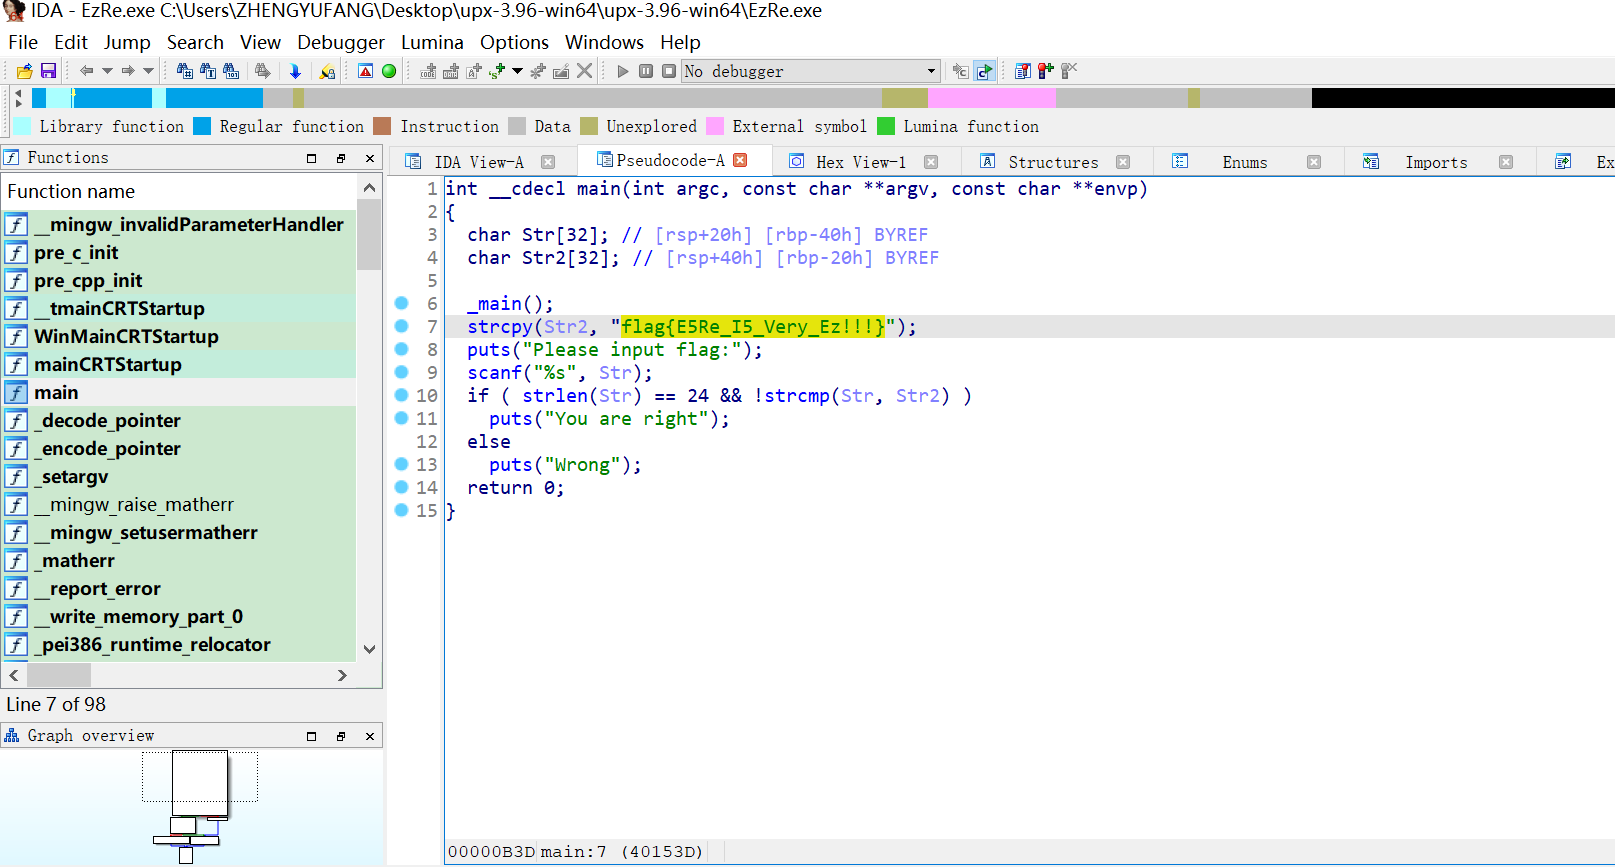 IDA - EzRe.exe C:\Users\ZHENGYUFANG\Desktop\upx-3.96-win64\upx-3.96-win64\EzRe.exe
File Edit Jump Search View Debugger Lumina Options Windows Help
No debugger
Library function Regular function Instruction Data Unexplored External symbol Lumina function
Functions
IDA View-A Pseudocode-A Hex View-1 Structures Enums Imports Ex
Function name
__mingw_invalidParameterHandler
pre_c_init
pre_cpp_init
__tmainCRTStartup
WinMainCRTStartup
mainCRTStartup
main
_decode_pointer
_encode_pointer
_setargv
__mingw_raise_matherr
__mingw_setusermatherr
_matherr
__report_error
__write_memory_part_0
_pei386_runtime_relocator
Line 7 of 98
Graph overview
1 int __cdecl main(int argc, const char **argv, const char **envp)
2 {
3 char Str[32]; // [rsp+20h] [rbp-40h] BYREF
4 char Str2[32]; // [rsp+40h] [rbp-20h] BYREF
5
6 _main();
7 strcpy(Str2, "flag{E5Re_I5_Very_Ez!!!}");
8 puts("Please input flag:");
9 scanf("%s", Str);
10 if ( strlen(Str) == 24 && !strcmp(Str, Str2) )
11 puts("You are right");
12 else
13 puts("Wrong");
14 return 0;
15 }
00000B3D main:7 (40153D)